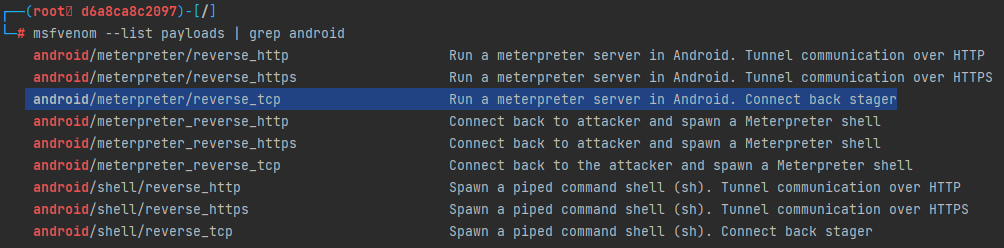 ┌──(root㉿ d6a8ca8c2097)-[/]
└─# msfvenom --list payloads | grep android
android/meterpreter/reverse_http Run a meterpreter server in Android. Tunnel communication over HTTP
android/meterpreter/reverse_https Run a meterpreter server in Android. Tunnel communication over HTTPS
android/meterpreter/reverse_tcp Run a meterpreter server in Android. Connect back stager
android/meterpreter_reverse_http Connect back to attacker and spawn a Meterpreter shell
android/meterpreter_reverse_https Connect back to attacker and spawn a Meterpreter shell
android/meterpreter_reverse_tcp Connect back to the attacker and spawn a Meterpreter shell
android/shell/reverse_http Spawn a piped command shell (sh). Tunnel communication over HTTP
android/shell/reverse_https Spawn a piped command shell (sh). Tunnel communication over HTTPS
android/shell/reverse_tcp Spawn a piped command shell (sh). Connect back stager